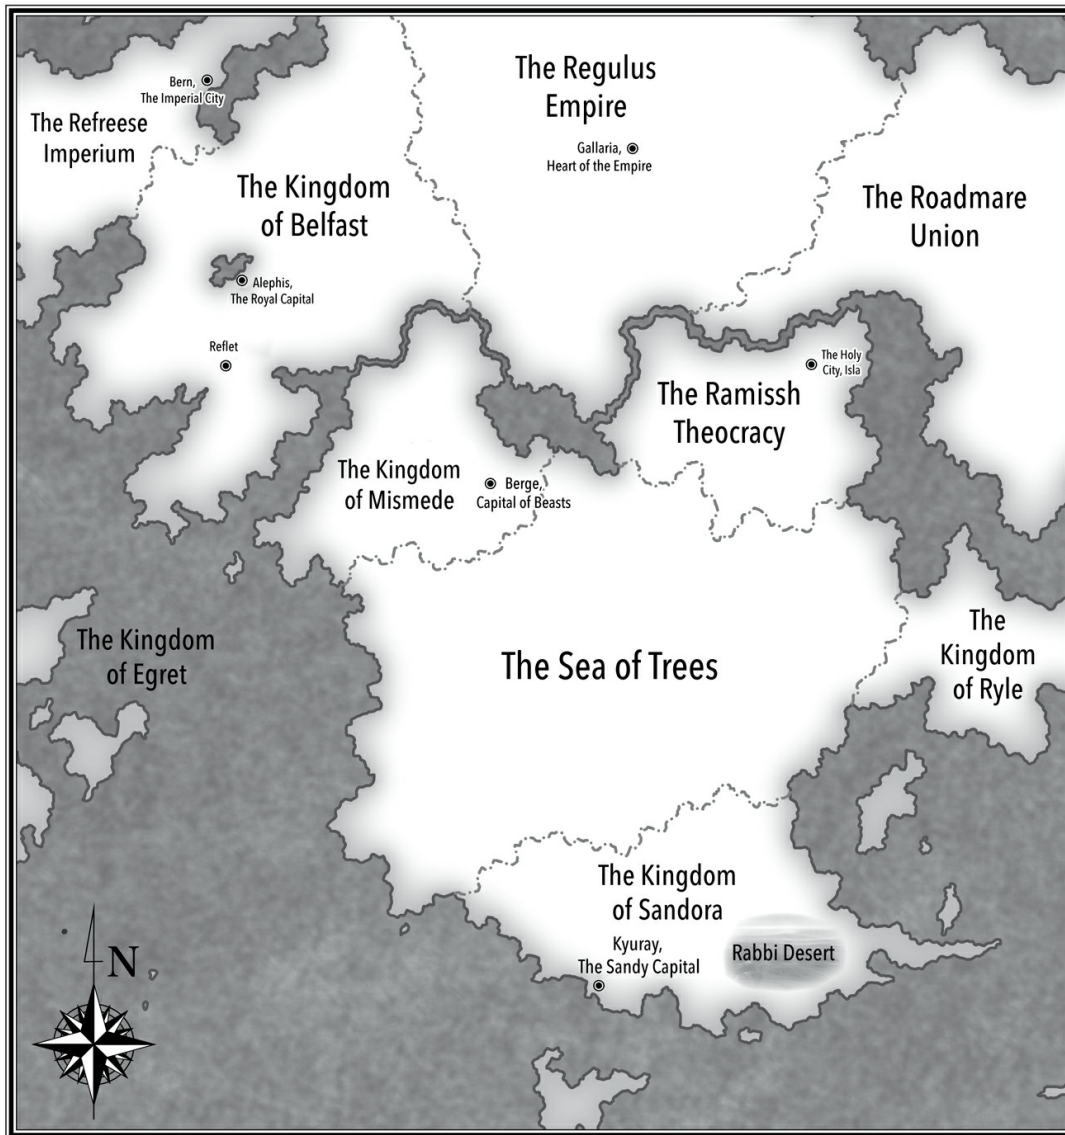 The Regulus
Empire
Bern,
The Imperial City
The Refreese
Imperium
Gallaria,
Heart of the Empire
The Kingdom
of Belfast
The Roadmare
Union
Alephis,
The Royal Capital
Reflet
The Holy
City, Isla
The Ramissh
Theocracy
The Kingdom
of Mismede
Berge,
Capital of Beasts
The Kingdom
of Egret
The Sea of Trees
The
Kingdom
of Ryle
The Kingdom
of Sandora
Kyuray,
The Sandy Capital
Rabbi Desert
N